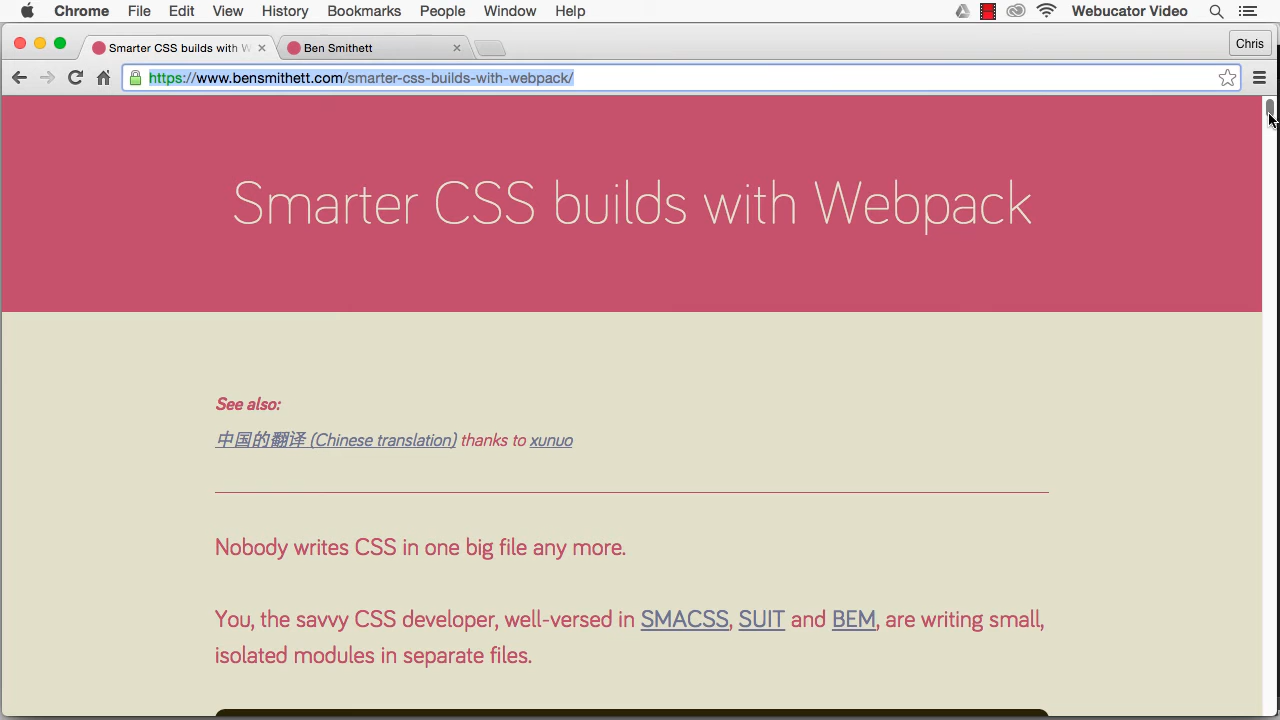 Chrome File Edit View History Bookmarks People Window Help Webucator Video
Smarter CSS builds with W Ben Smithett Chris
https://www.bensmithett.com/smarter-css-builds-with-webpack/
Smarter CSS builds with Webpack
See also:
中国的翻译 (Chinese translation) thanks to xunuo
Nobody writes CSS in one big file any more.
You, the savvy CSS developer, well-versed in SMACSS, SUIT and BEM, are writing small,
isolated modules in separate files.